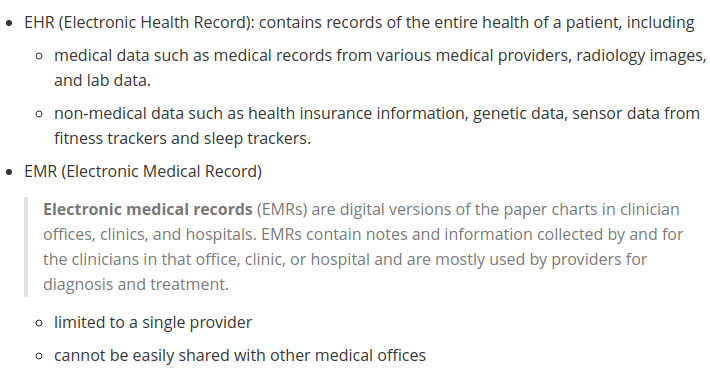 EHR (Electronic Health Record): contains records of the entire health of a patient, including
medical data such as medical records from various medical providers, radiology images,
and lab data.
non-medical data such as health insurance information, genetic data, sensor data from
fitness trackers and sleep trackers.
EMR (Electronic Medical Record)
Electronic medical records (EMRs) are digital versions of the paper charts in clinician
offices, clinics, and hospitals. EMRs contain notes and information collected by and for
the clinicians in that office, clinic, or hospital and are mostly used by providers for
diagnosis and treatment.
limited to a single provider
cannot be easily shared with other medical offices